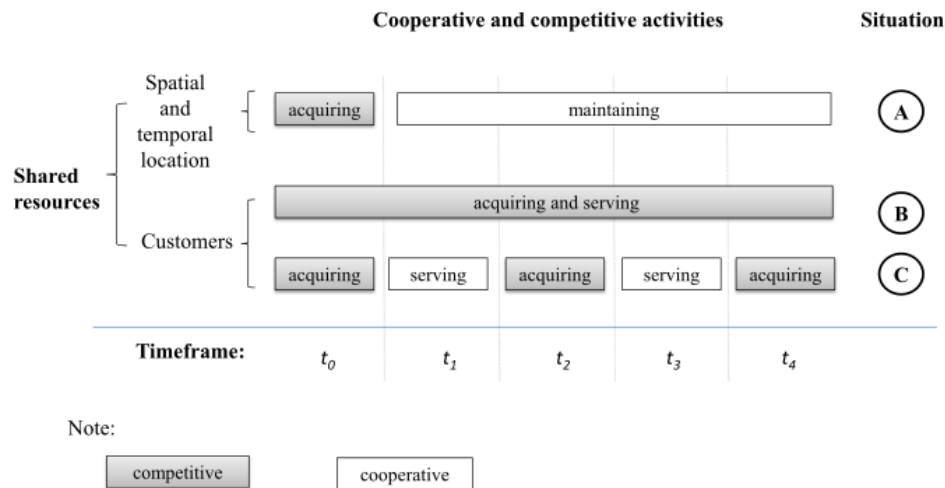 Cooperative and competitive activities Situation
Spatial
and
temporal
location
acquiring maintaining A
Shared
resources
acquiring and serving B
Customers
acquiring serving acquiring serving acquiring C
Timeframe: t0 t1 t2 t3 t4
Note:
competitive cooperative